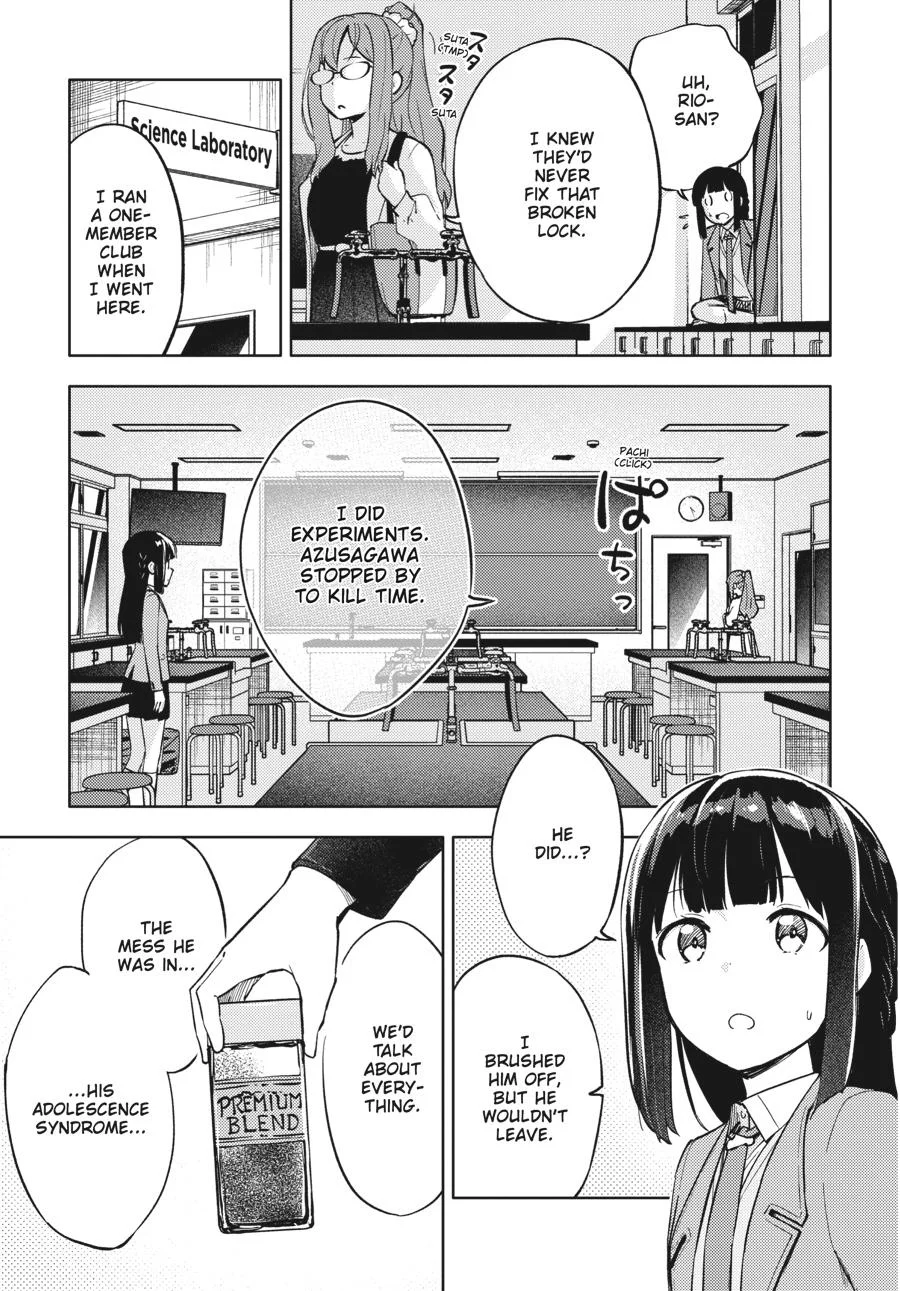 UH,
RIO-
SAN?
スタ
スタ
SUTA
(TMP)
SUTA
I KNEW
THEY'D
NEVER
FIX THAT
BROKEN
LOCK.
Science Laboratory
I RAN
A ONE-
MEMBER
CLUB
WHEN
I WENT
HERE.
PACHI
(CLICK)
ぱちっ
I DID
EXPERIMENTS.
AZUSAGAWA
STOPPED BY
TO KILL TIME.
HE
DID...?
I
BRUSHED
HIM OFF,
BUT HE
WOULDN'T
LEAVE.
WE'D
TALK
ABOUT
EVERY-
THING.
THE
MESS HE
WAS IN...
...HIS
ADOLESCENCE
SYNDROME...
PREMIUM
BLEND